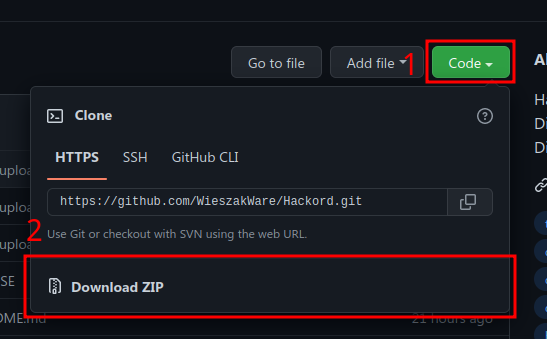 Go to file
Add file
1
Code
Al
Clone
Ha
Di
Di
HTTPS
SSH
GitHub CLI
uploa
https://github.com/WieszakWare/Hackord.git
uploa
2
Use Git or checkout with SVN using the web URL.
uploa
SE
Download ZIP
OME.md
21 hours ago